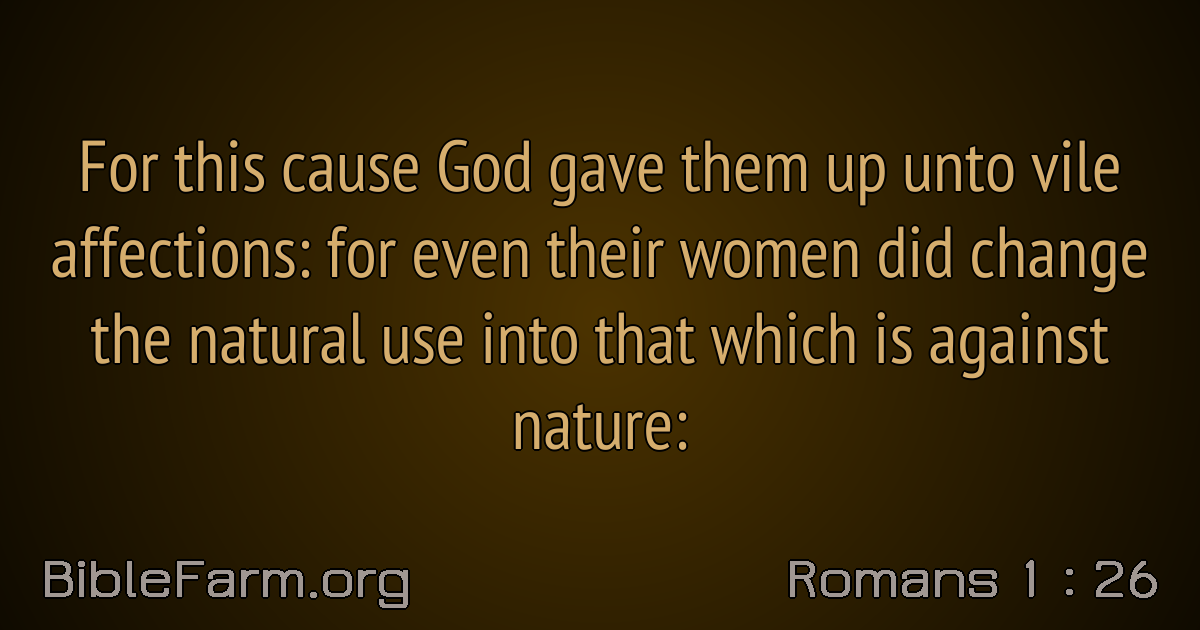 For this cause God gave them up unto vile
affections: for even their women did change
the natural use into that which is against
nature:
BibleFarm.org
Romans 1 : 26